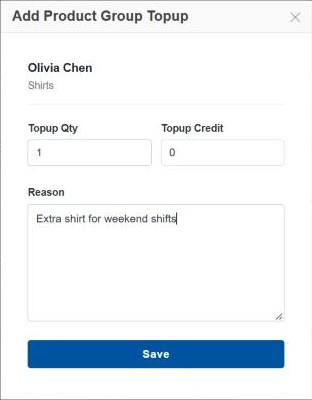 Add Product Group Topup
Olivia Chen
Shirts
Topup Qty
Topup Credit
1
0
Reason
Extra shirt for weekend shifts
Save